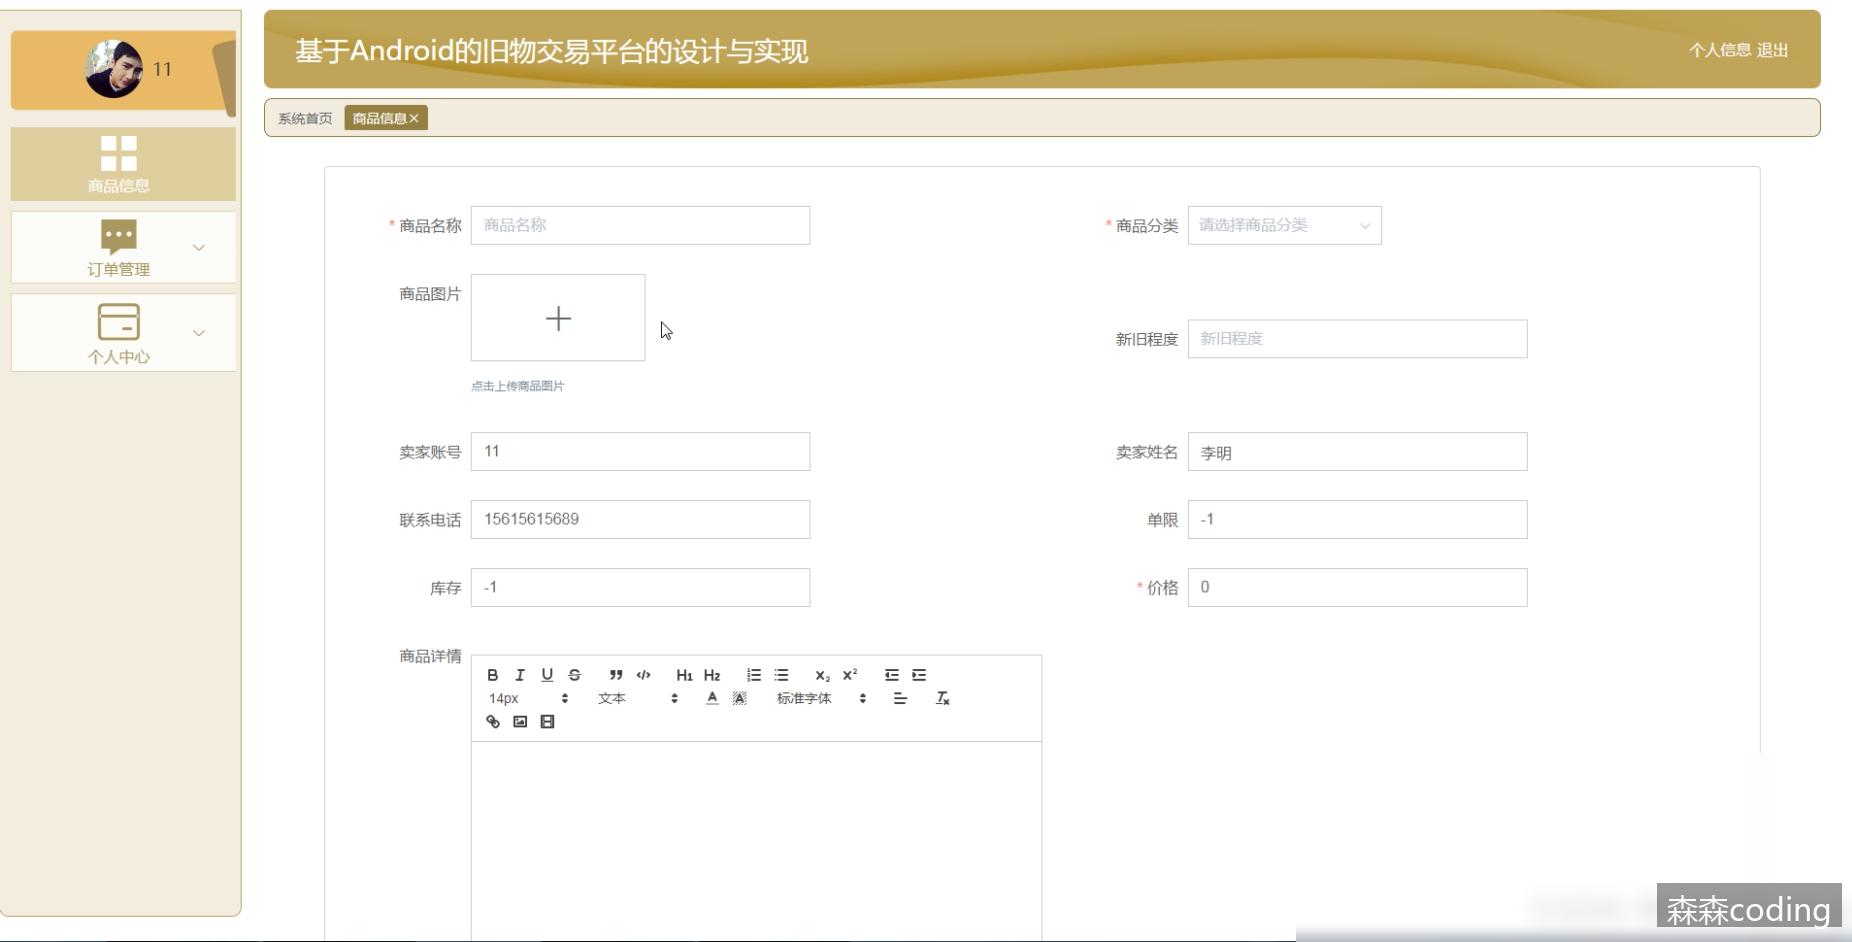 11
基于Android的旧物交易平台的设计与实现
个人信息 退出
系统首页 商品信息×
商品信息
订单管理
个人中心
* 商品名称 商品名称
* 商品分类 请选择商品分类
商品图片
点击上传商品图片
新旧程度 新旧程度
卖家账号 11
卖家姓名 李明
联系电话 15615615689
单限 -1
库存 -1
* 价格 0
商品详情
B I U S ” </> H1 H2 x₂ x²
14px 文本 A A 标准字体 Tx
森森coding